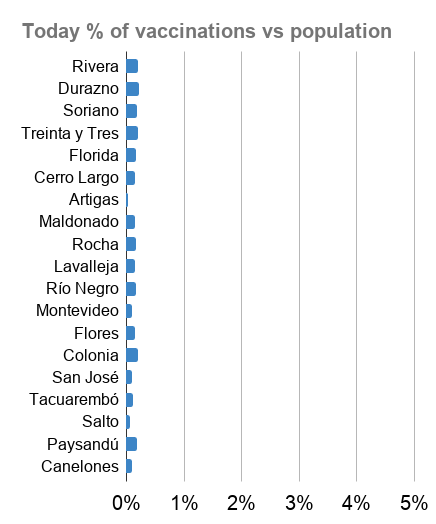 Today % of vaccinations vs population
Rivera
Durazno
Soriano
Treinta y Tres
Florida
Cerro Largo
Artigas
Maldonado
Rocha
Lavalleja
Río Negro
Montevideo
Flores
Colonia
San José
Tacuarembó
Salto
Paysandú
Canelones
0% 1% 2% 3% 4% 5%